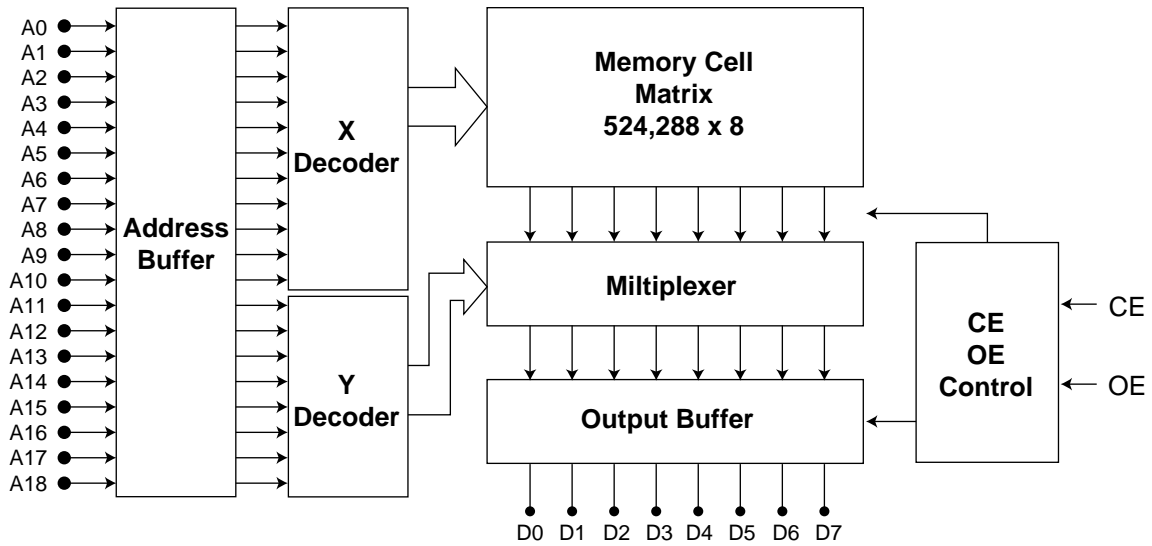 A0
A1
A2
A3
A4
A5
A6
A7
A8
A9
A10
A11
A12
A13
A14
A15
A16
A17
A18
Address
Buffer
X
Decoder
Y
Decoder
Memory Cell
Matrix
524,288 x 8
Miltiplexer
Output Buffer
CE
OE
Control
CE
OE
D0 D1 D2 D3 D4 D5 D6 D7